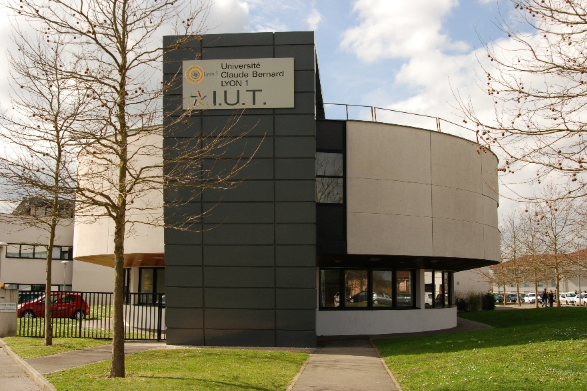 Université
Claude Bernard
LYON 1
I.U.T.